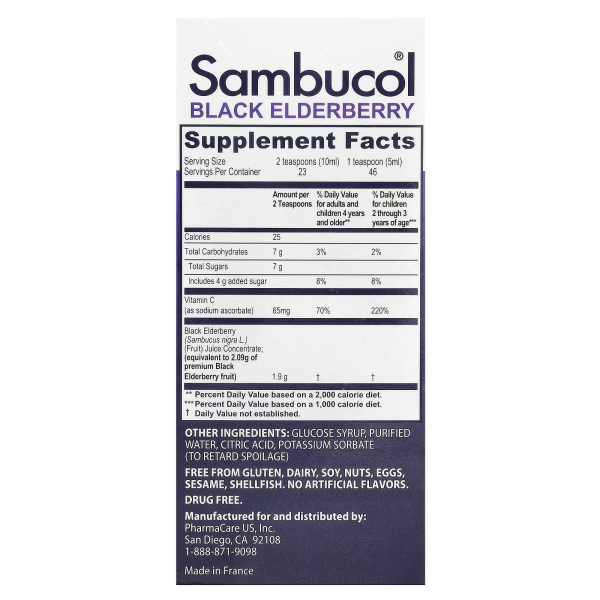 Sambucol®
BLACK ELDERBERRY
Supplement Facts
Serving Size 2 teaspoons (10ml) 1 teaspoon (5ml)
Servings Per Container 23 46
Amount per 2 Teaspoons
% Daily Value for adults and children 4 years and older**
% Daily Value for children 2 through 3 years of age***
Calories 25
Total Carbohydrates 7 g 3% 2%
Total Sugars 7 g
Includes 4 g added sugar 8% 8%
Vitamin C
(as sodium ascorbate) 65mg 70% 220%
Black Elderberry
(Sambucus nigra L.)
(Fruit) Juice Concentrate;
(equivalent to 2.09g of
premium Black
Elderberry fruit) 1.9 g † †
** Percent Daily Value based on a 2,000 calorie diet.
*** Percent Daily Value based on a 1,000 calorie diet.
† Daily Value not established.
OTHER INGREDIENTS: GLUCOSE SYRUP, PURIFIED
WATER, CITRIC ACID, POTASSIUM SORBATE
(TO RETARD SPOILAGE)
FREE FROM GLUTEN, DAIRY, SOY, NUTS, EGGS,
SESAME, SHELLFISH. NO ARTIFICIAL FLAVORS.
DRUG FREE.
Manufactured for and distributed by:
PharmaCare US, Inc.
San Diego, CA 92108
1-888-871-9098
Made in France